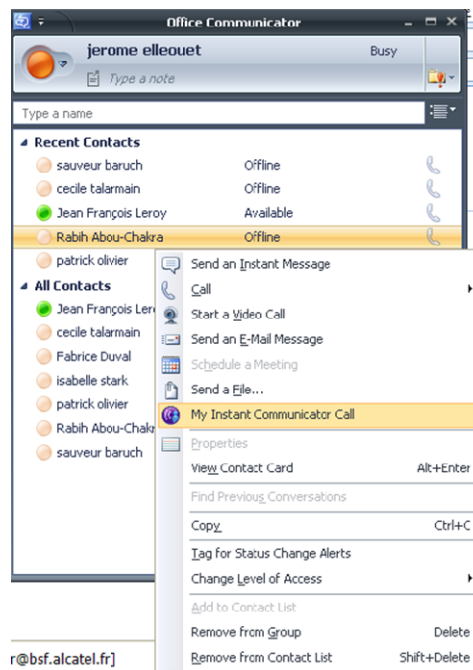 Office Communicator
jerome elleouet Busy
Type a note
Type a name
Recent Contacts
sauveur baruch Offline
cecile talarmain Offline
Jean François Leroy Available
Rabih Abou-Chakra Offline
patrick olivier
All Contacts
Jean François Ler
cecile talarmain
Fabrice Duval
isabelle stark
patrick olivier
Rabih Abou-Chakr
sauveur baruch
Send an Instant Message
Call
Start a Video Call
Send an E-Mail Message
Schedule a Meeting
Send a File...
My Instant Communicator Call
Properties
View Contact Card Alt+Enter
Find Previous Conversations
Copy Ctrl+C
Tag for Status Change Alerts
Change Level of Access
Add to Contact List
Remove from Group Delete
Remove from Contact List Shift+Delete
r@bsf.alcatel.fr]